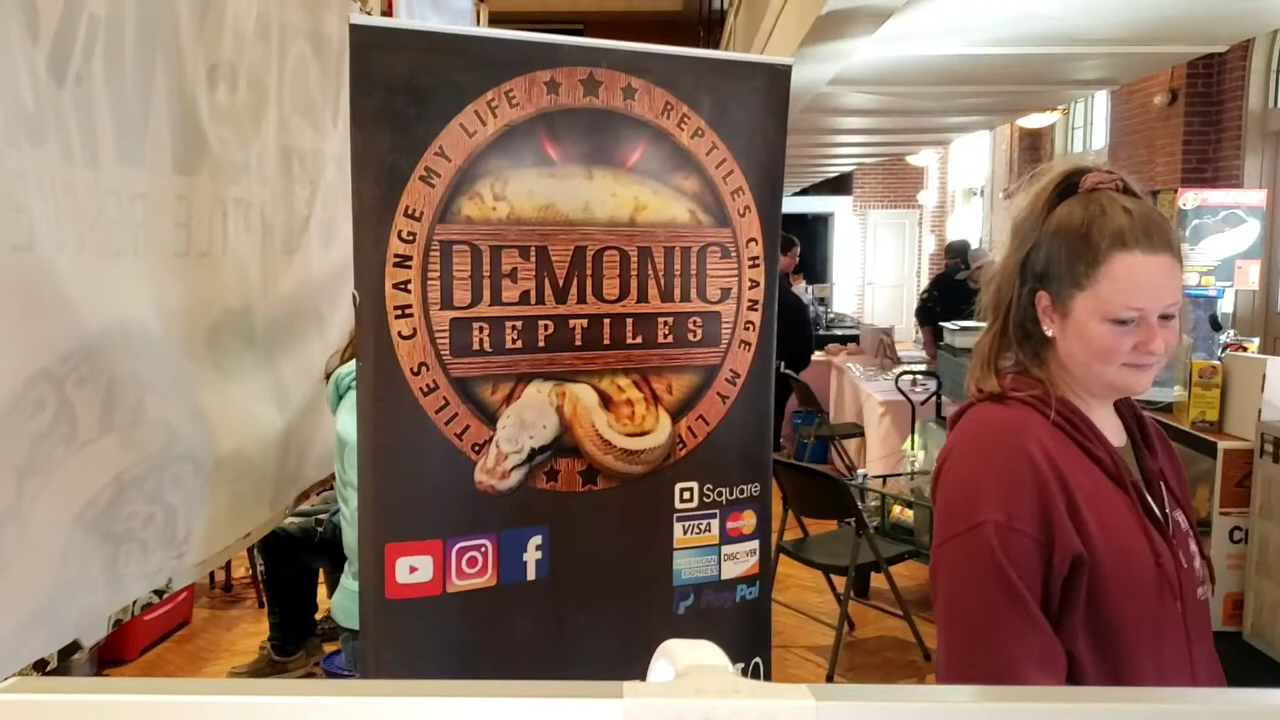 REPTILES CHANGE MY LIFE
REPTILES CHANGE MY LIFE
DEMONIC
REPTILES
Square
VISA
MasterCard
AMERICAN
EXPRESS
DISCOVER
PayPal